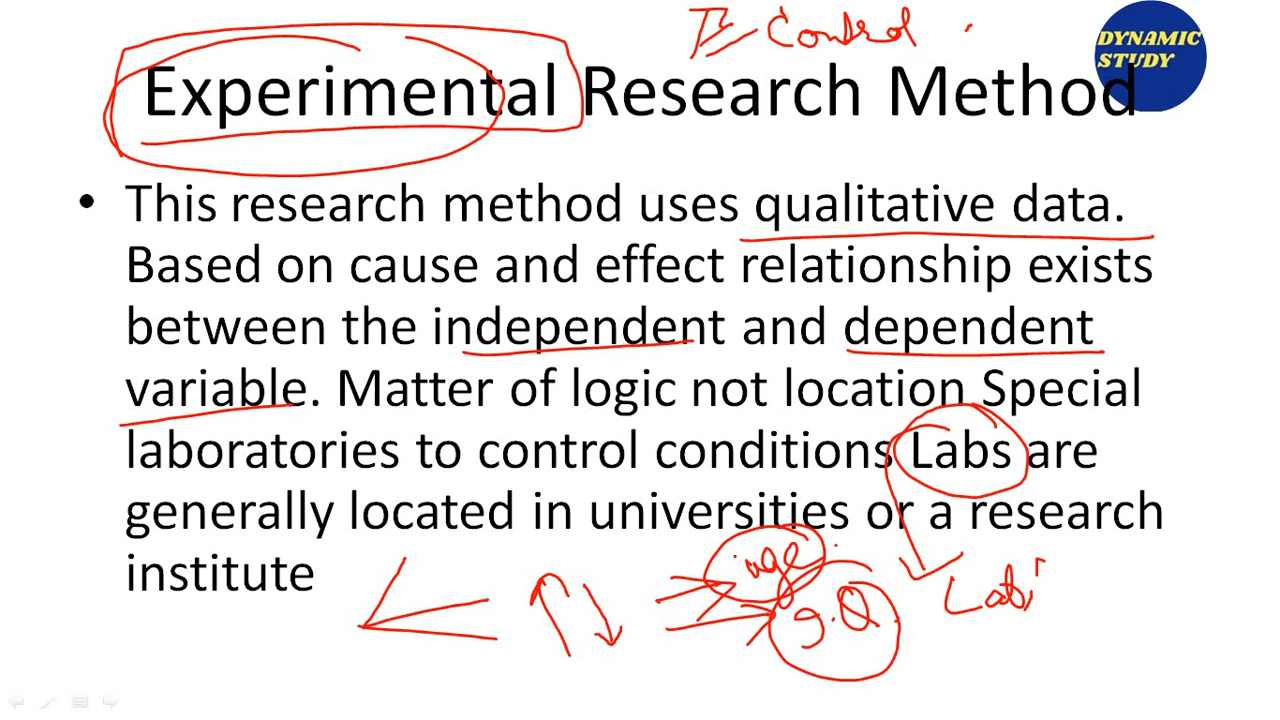 Control
DYNAMIC
STUDY
Experimental Research Method
• This research method uses qualitative data.
Based on cause and effect relationship exists
between the independent and dependent
variable. Matter of logic not location Special
laboratories to control conditions Labs are
generally located in universities or a research
institute
age